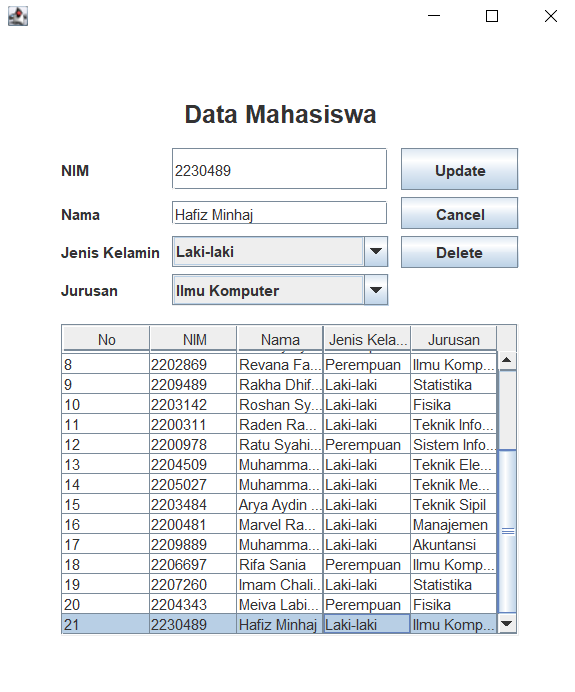 Data Mahasiswa
NIM 2230489 Update
Nama Hafiz Minhaj Cancel
Jenis Kelamin Laki-laki Delete
Jurusan Ilmu Komputer
No NIM Nama Jenis Kela... Jurusan
8 2202869 Revana Fa... Perempuan Ilmu Komp...
9 2209489 Rakha Dhif... Laki-laki Statistika
10 2203142 Roshan Sy... Laki-laki Fisika
11 2200311 Raden Ra... Laki-laki Teknik Info...
12 2200978 Ratu Syahi... Perempuan Sistem Info...
13 2204509 Muhamma... Laki-laki Teknik Ele...
14 2205027 Muhamma... Laki-laki Teknik Me...
15 2203484 Arya Aydin ... Laki-laki Teknik Sipil
16 2200481 Marvel Ra... Laki-laki Manajemen
17 2209889 Muhamma... Laki-laki Akuntansi
18 2206697 Rifa Sania Perempuan Ilmu Komp...
19 2207260 Imam Chali... Laki-laki Statistika
20 2204343 Meiva Labi... Perempuan Fisika
21 2230489 Hafiz Minhaj Laki-laki Ilmu Komp...